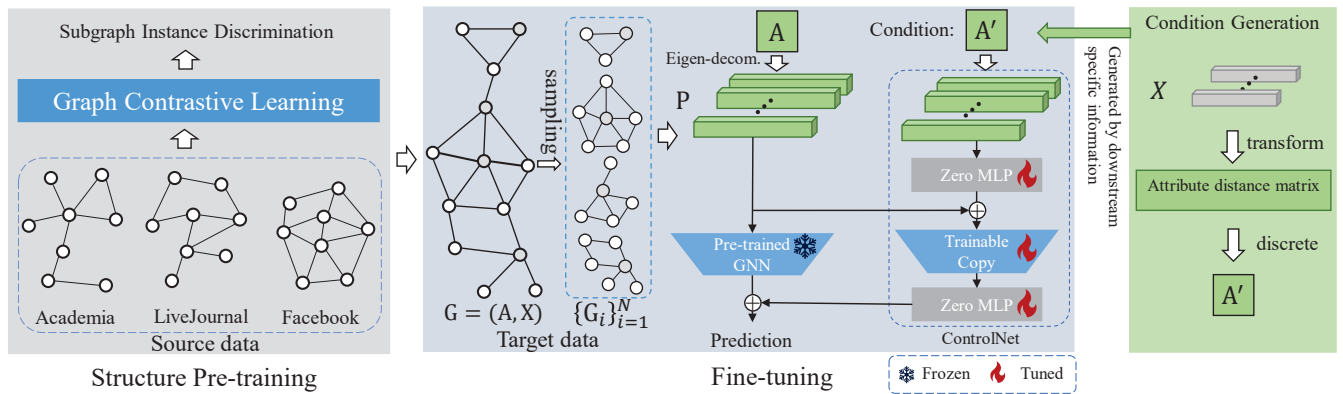 Subgraph Instance Discrimination
Graph Contrastive Learning
Academia
LiveJournal
Facebook
Source data
Structure Pre-training
sampling
G = (A, X)
{G_i}_{i=1}^N
Target data
A
Eigen-decom.
P
Pre-trained
GNN
Prediction
Condition:
A′
Zero MLP
Trainable
Copy
Zero MLP
ControlNet
Fine-tuning
Frozen
Tuned
Generated by downstream
specific information
Condition Generation
X
transform
Attribute distance matrix
discrete
A′